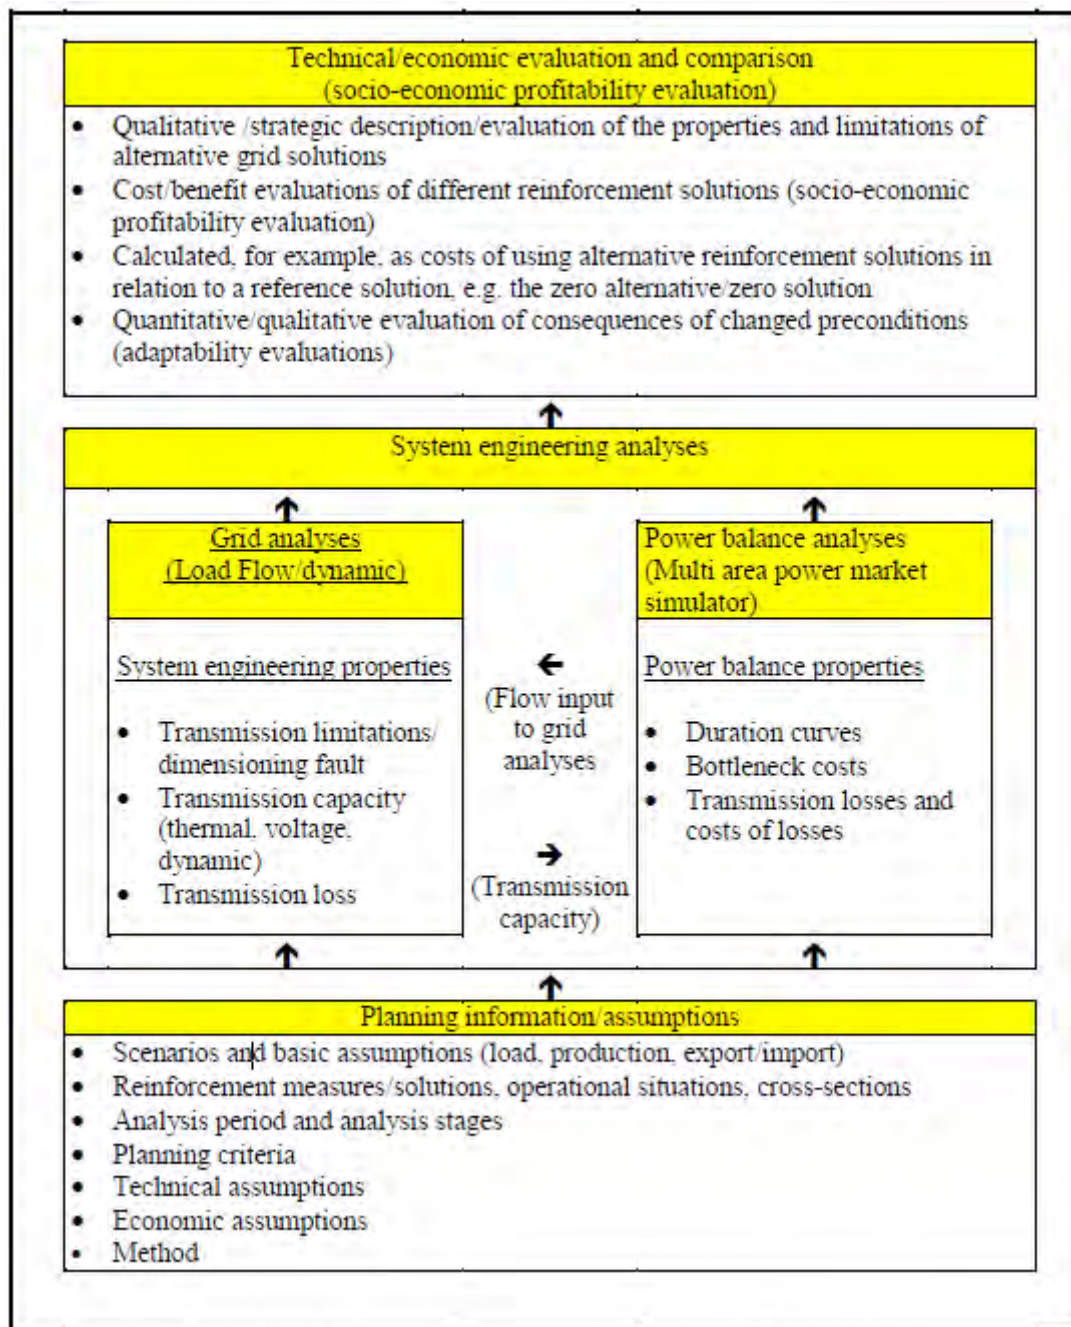 Technical/economic evaluation and comparison
(socio-economic profitability evaluation)
• Qualitative /strategic description/evaluation of the properties and limitations of
alternative grid solutions
• Cost/benefit evaluations of different reinforcement solutions (socio-economic
profitability evaluation)
• Calculated, for example, as costs of using alternative reinforcement solutions in
relation to a reference solution, e.g. the zero alternative/zero solution
• Quantitative/qualitative evaluation of consequences of changed preconditions
(adaptability evaluations)
System engineering analyses
Grid analyses
(Load Flow/dynamic)
System engineering properties
• Transmission limitations/
dimensioning fault
• Transmission capacity
(thermal, voltage,
dynamic)
• Transmission loss
(Flow input
to grid
analyses
(Transmission
capacity)
Power balance analyses
(Multi area power market
simulator)
Power balance properties
• Duration curves
• Bottleneck costs
• Transmission losses and
costs of losses
Planning information/assumptions
• Scenarios and basic assumptions (load, production, export/import)
• Reinforcement measures/solutions, operational situations, cross-sections
• Analysis period and analysis stages
• Planning criteria
• Technical assumptions
• Economic assumptions
• Method